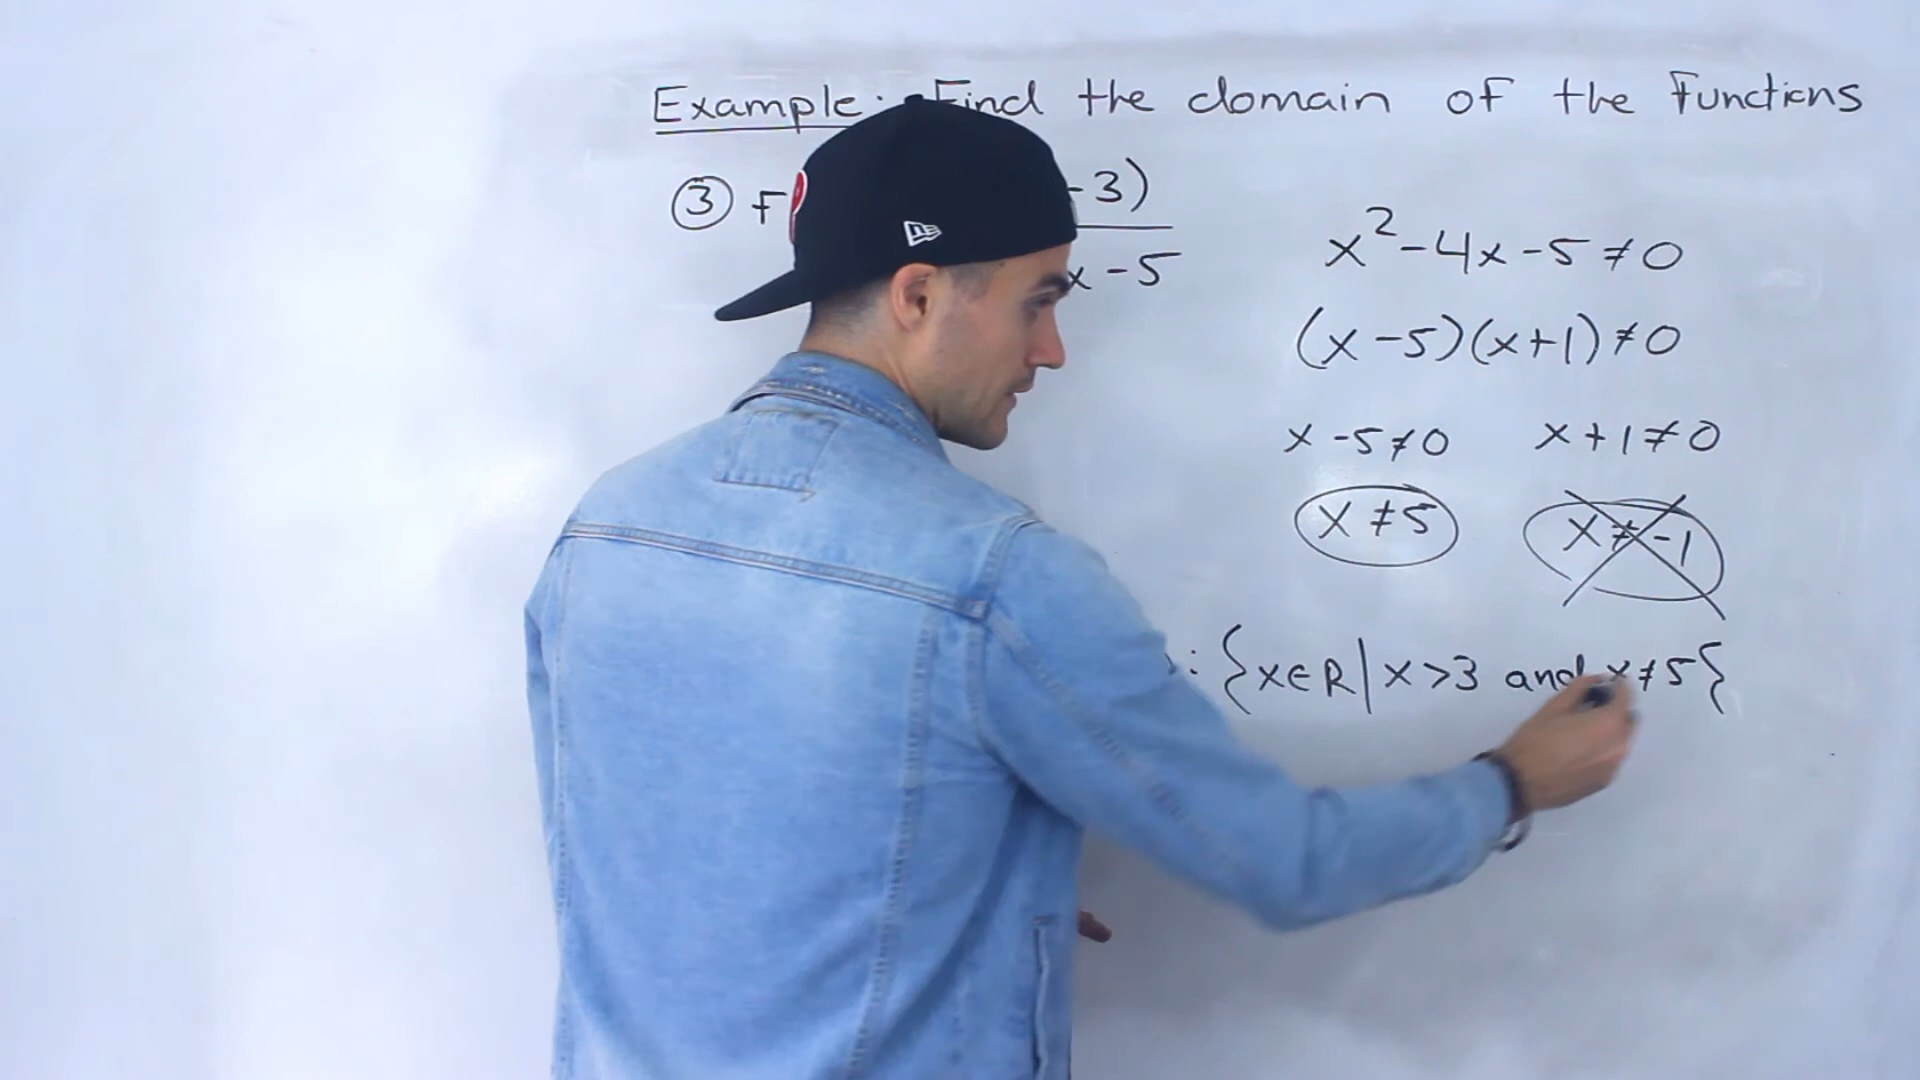 Example: Find the domain of the functions
③ f -3)
x-5
x²-4x-5≠0
(x-5)(x+1)≠0
x-5≠0 x+1≠0
x≠5 x≠-1
: {x∈R|x>3 and x≠5}